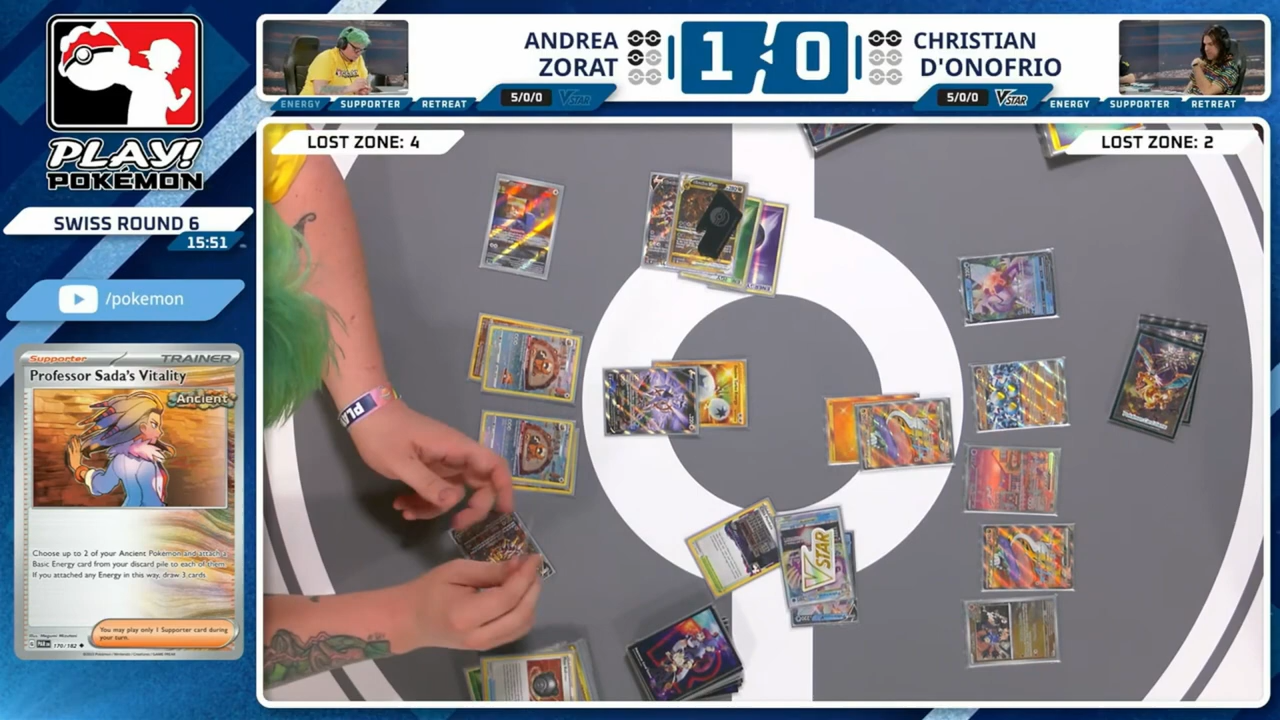 PLAY!
POKÉMON
SWISS ROUND 6
15:51
/pokemon
Supporter
TRAINER
Professor Sada's Vitality
Ancient
Choose up to 2 of your Ancient Pokémon and attach a
Basic Energy card from your discard pile to each of them.
If you attached any Energy in this way, draw 3 cards.
You may play only 1 Supporter card during
your turn.
170/182
ANDREA
ZORAT
1
0
CHRISTIAN
D'ONOFRIO
ENERGY
SUPPORTER
RETREAT
5/0/0
VSTAR
5/0/0
VSTAR
ENERGY
SUPPORTER
RETREAT
LOST ZONE: 4
LOST ZONE: 2
PLAY
VSTAR